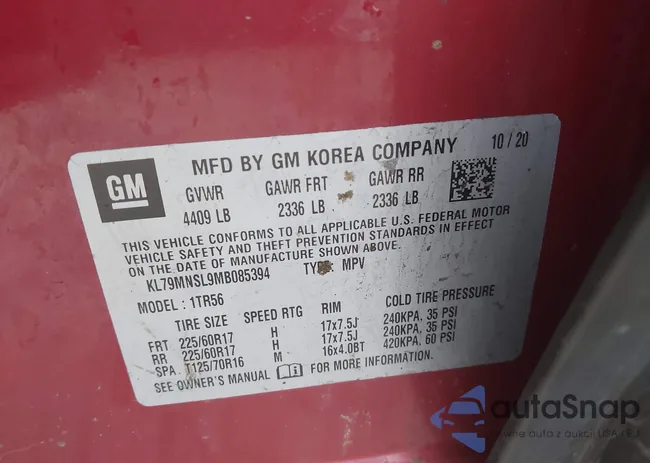 GM
MFD BY GM KOREA COMPANY 10/20
GVWR GAWR FRT GAWR RR
4409 LB 2336 LB 2336 LB
THIS VEHICLE CONFORMS TO ALL APPLICABLE U.S. FEDERAL MOTOR
VEHICLE SAFETY AND THEFT PREVENTION STANDARDS IN EFFECT
ON THE DATE OF MANUFACTURE SHOWN ABOVE.
KL79MNSL9MB085394 TYPE: MPV
MODEL: 1TR56
TIRE SIZE SPEED RTG RIM COLD TIRE PRESSURE
FRT 225/60R17 H 17x7.5J 240KPA, 35 PSI
RR 225/60R17 H 17x7.5J 240KPA, 35 PSI
SPA T125/70R16 M 16x4.0BT 420KPA, 60 PSI
SEE OWNER'S MANUAL
autaSnap
auta z aukcji USA